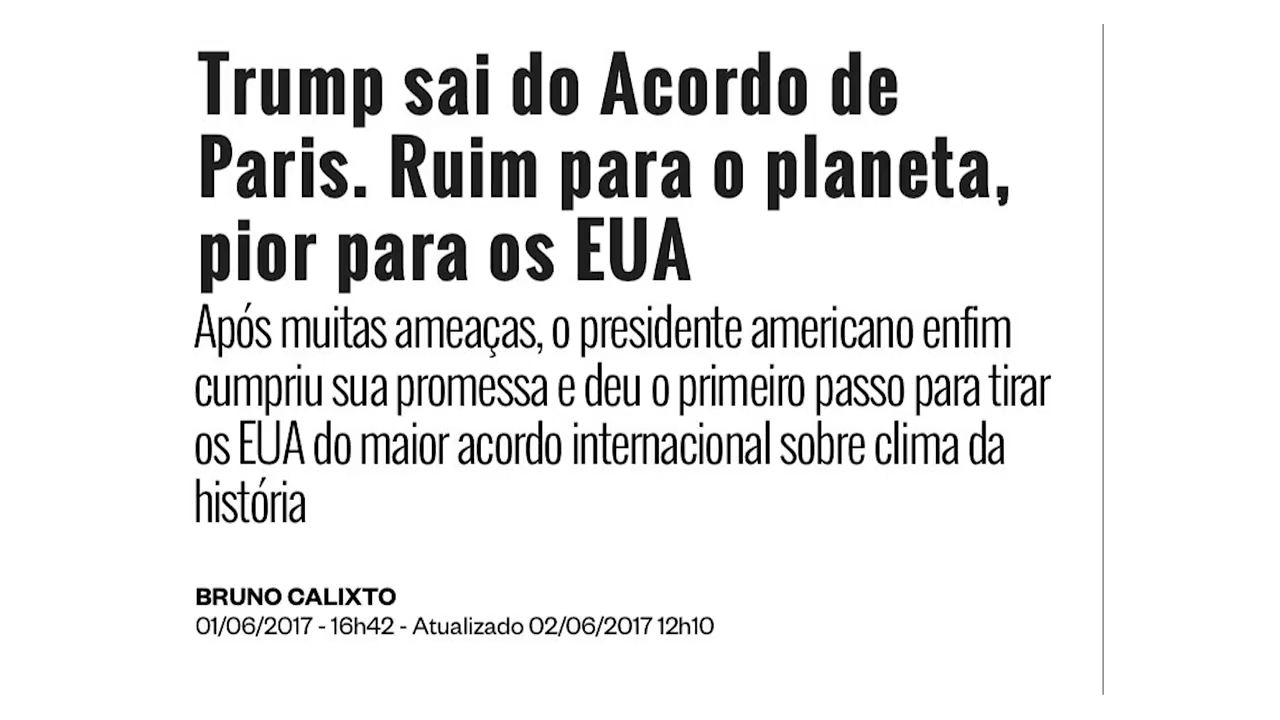 Trump sai do Acordo de
Paris. Ruim para o planeta,
pior para os EUA
Após muitas ameaças, o presidente americano enfim
cumpriu sua promessa e deu o primeiro passo para tirar
os EUA do maior acordo internacional sobre clima da
história
BRUNO CALIXTO
01/06/2017 - 16h42 - Atualizado 02/06/2017 12h10